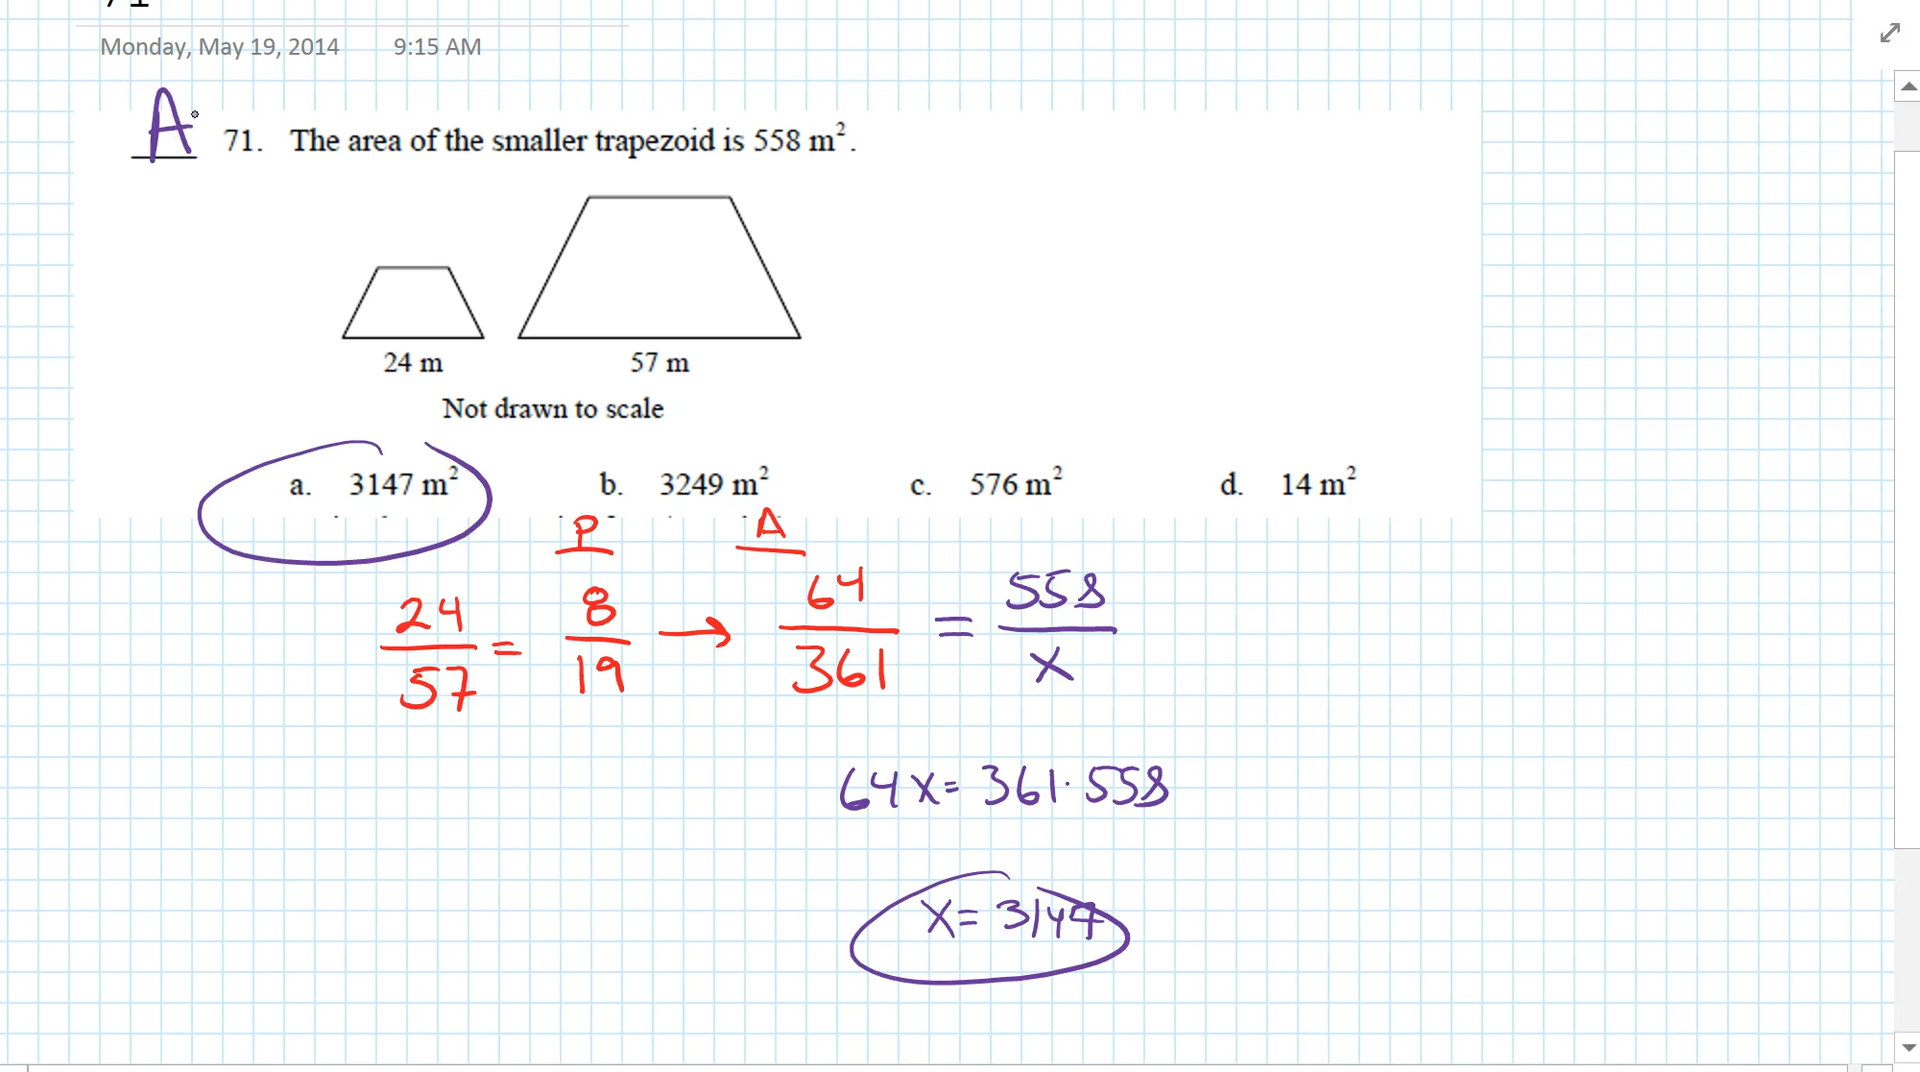 Monday, May 19, 2014 9:15 AM
A 71. The area of the smaller trapezoid is 558 m².
24 m 57 m
Not drawn to scale
a. 3147 m² b. 3249 m² c. 576 m² d. 14 m²
P A
24/57 = 8/19 → 64/361 = 558/x
64x = 361 · 558
x = 3147